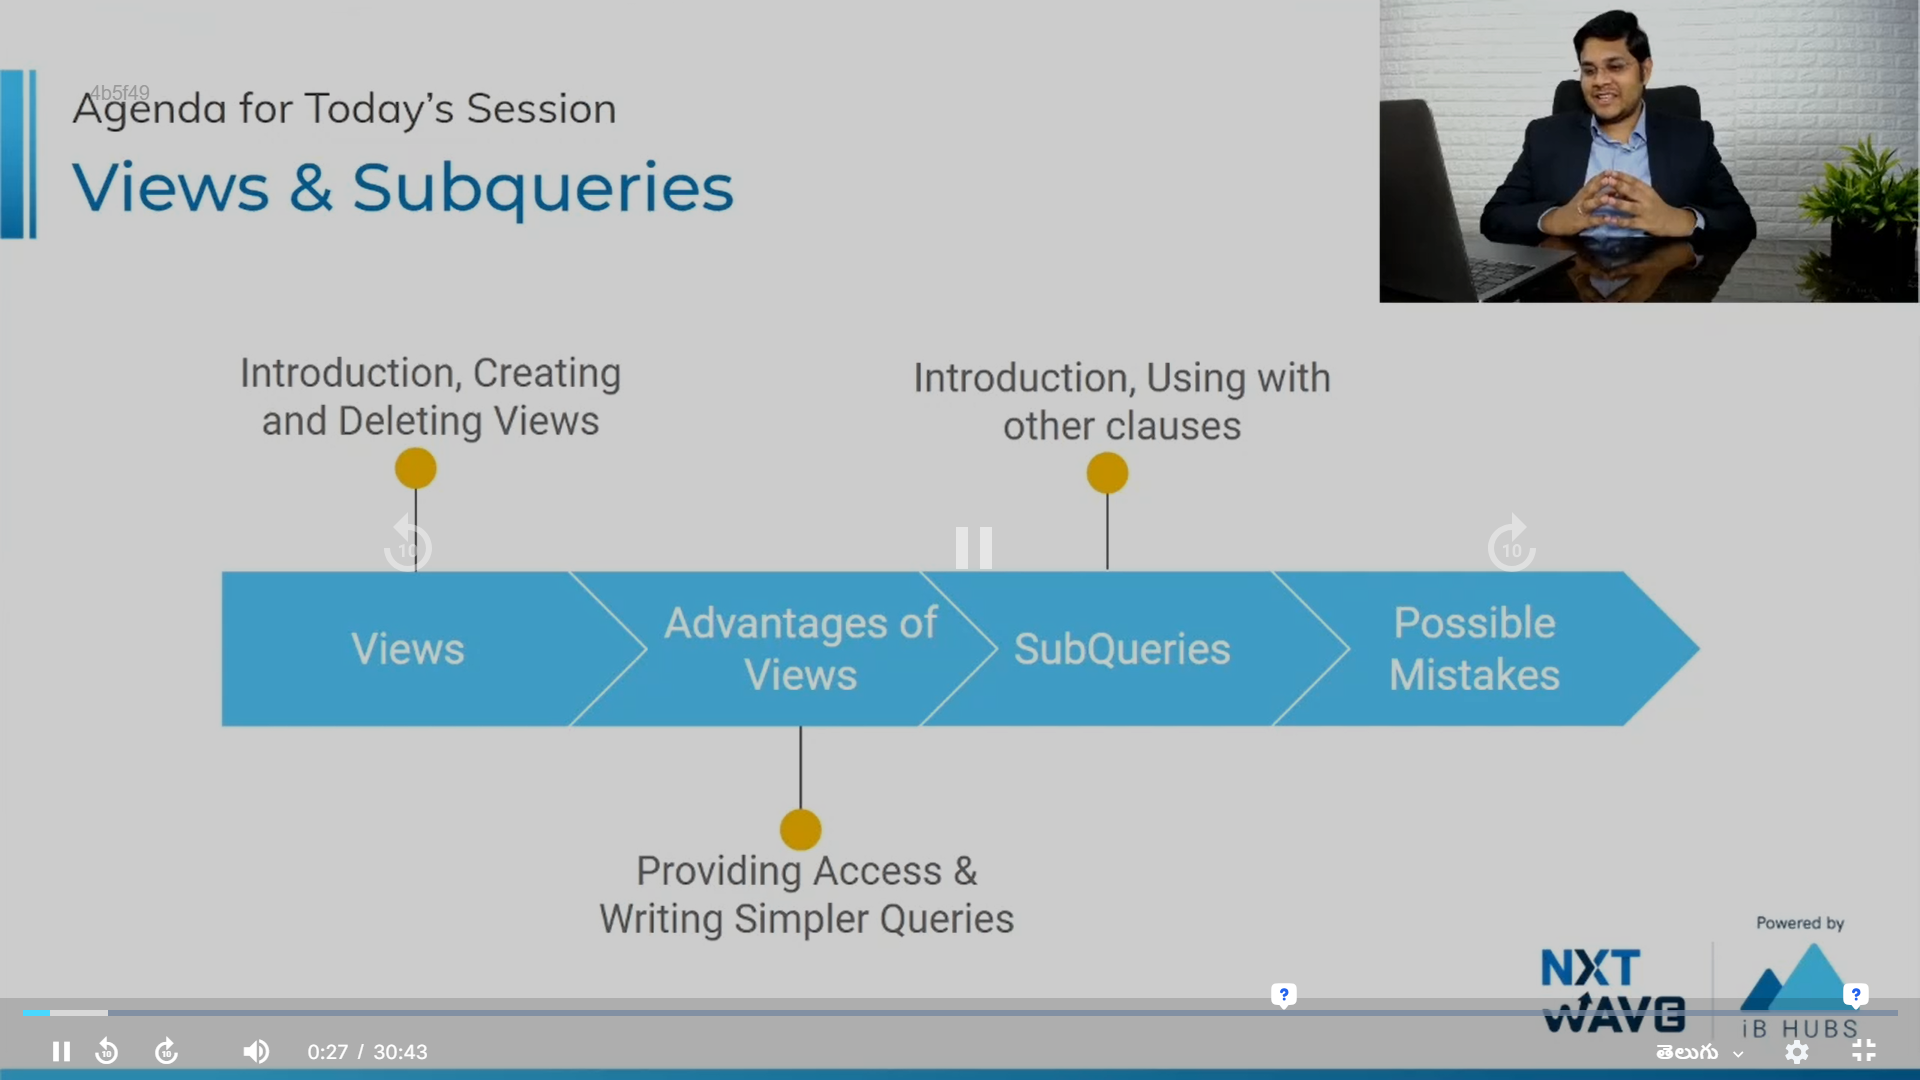 4b5f49
Agenda for Today's Session
Views & Subqueries
Introduction, Creating
and Deleting Views
Introduction, Using with
other clauses
10
10
Views
Advantages of
Views
SubQueries
Possible
Mistakes
Providing Access &
Writing Simpler Queries
Powered by
NXT
WAVE
iB HUBS
?
?
10
10
0:27 / 30:43
తెలుగు